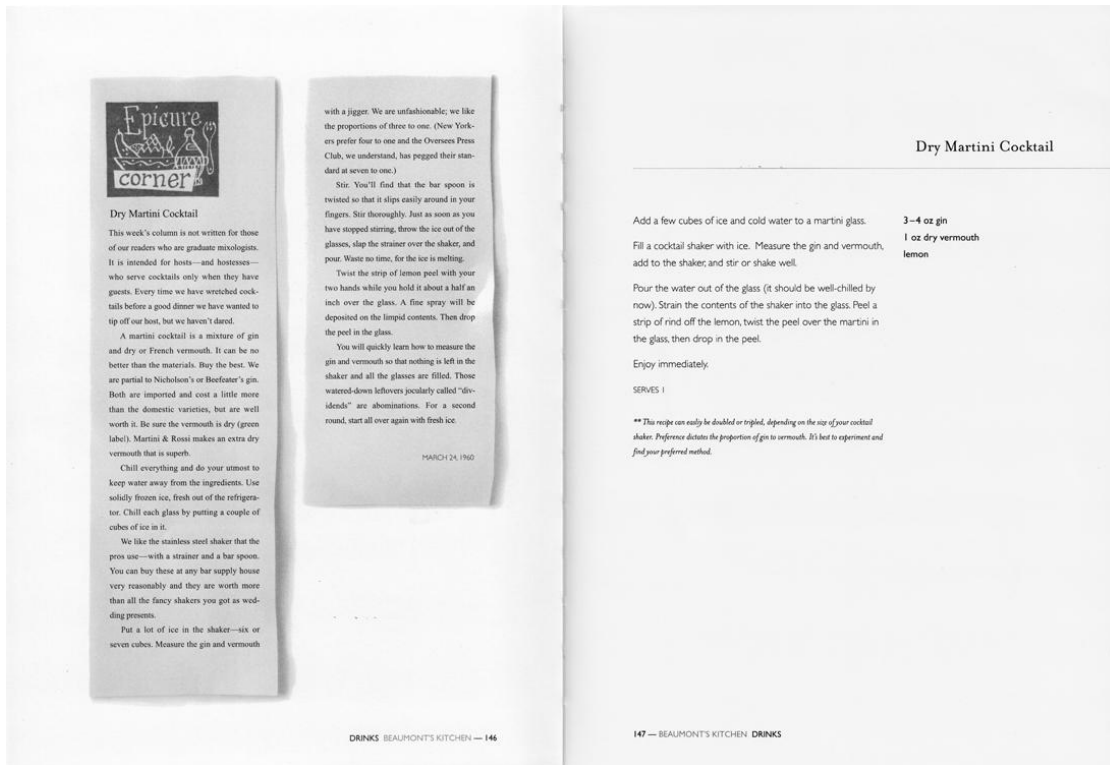 Epicure
corner
Dry Martini Cocktail
This week's column is not written for those
of our readers who are graduate mixologists.
It is intended for hosts—and hostesses—
who serve cocktails only when they have
guests. Every time we have wretched cock-
tails before a good dinner we have wanted to
tip off our host, but we haven't dared.
A martini cocktail is a mixture of gin
and dry or French vermouth. It can be no
better than the materials. Buy the best. We
are partial to Nicholson's or Beefeater's gin.
Both are imported and cost a little more
than the domestic varieties, but are well
worth it. Be sure the vermouth is dry (green
label). Martini & Rossi makes an extra dry
vermouth that is superb.
Chill everything and do your utmost to
keep water away from the ingredients. Use
solidly frozen ice, fresh out of the refrigera-
tor. Chill each glass by putting a couple of
cubes of ice in it.
We like the stainless steel shaker that the
pros use—with a strainer and a bar spoon.
You can buy these at any bar supply house
very reasonably and they are worth more
than all the fancy shakers you got as wed-
ding presents.
Put a lot of ice in the shaker—six or
seven cubes. Measure the gin and vermouth
with a jigger. We are unfashionable; we like
the proportions of three to one. (New York-
ers prefer four to one and the Oversees Press
Club, we understand, has pegged their stan-
dard at seven to one.)
Stir. You'll find that the bar spoon is
twisted so that it slips easily around in your
fingers. Stir thoroughly. Just as soon as you
have stopped stirring, throw the ice out of the
glasses, slap the strainer over the shaker, and
pour. Waste no time, for the ice is melting.
Twist the strip of lemon peel with your
two hands while you hold it about a half an
inch over the glass. A fine spray will be
deposited on the limpid contents. Then drop
the peel in the glass.
You will quickly learn how to measure the
gin and vermouth so that nothing is left in the
shaker and all the glasses are filled. Those
watered-down leftovers jocularly called "div-
idends" are abominations. For a second
round, start all over again with fresh ice.
MARCH 24, 1960
DRINKS BEAUMONT'S KITCHEN — 146
Dry Martini Cocktail
Add a few cubes of ice and cold water to a martini glass.
Fill a cocktail shaker with ice. Measure the gin and vermouth,
add to the shaker, and stir or shake well.
Pour the water out of the glass (it should be well-chilled by
now). Strain the contents of the shaker into the glass. Peel a
strip of rind off the lemon, twist the peel over the martini in
the glass, then drop in the peel.
Enjoy immediately.
SERVES 1
** This recipe can easily be doubled or tripled, depending on the size of your cocktail
shaker. Preference dictates the proportion of gin to vermouth. It's best to experiment and
find your preferred method.
3–4 oz gin
1 oz dry vermouth
lemon
147 — BEAUMONT'S KITCHEN DRINKS